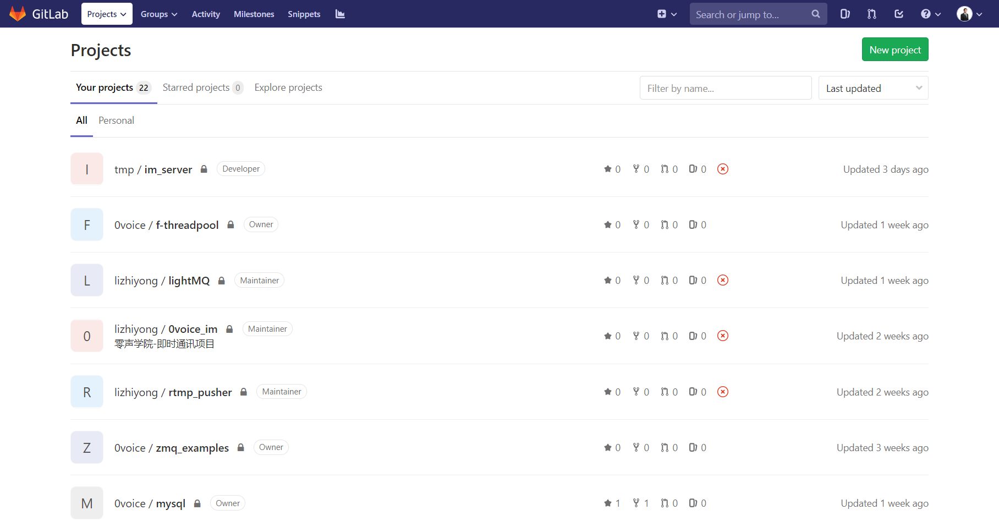 GitLab Projects Groups Activity Milestones Snippets Search or jump to...
Projects New project
Your projects 22 Starred projects 0 Explore projects Filter by name... Last updated
All Personal
I tmp / im_server Developer 0 0 0 0 Updated 3 days ago
F 0voice / f-threadpool Owner 0 0 0 0 Updated 1 week ago
L lizhiyong / lightMQ Maintainer 0 0 0 0 Updated 1 week ago
0 lizhiyong / 0voice_im Maintainer 0 0 0 0 Updated 2 weeks ago
零声学院-即时通讯项目
R lizhiyong / rtmp_pusher Maintainer 0 0 0 0 Updated 2 weeks ago
Z 0voice / zmq_examples Owner 0 0 0 0 Updated 3 weeks ago
M 0voice / mysql Owner 1 1 0 0 Updated 1 week ago